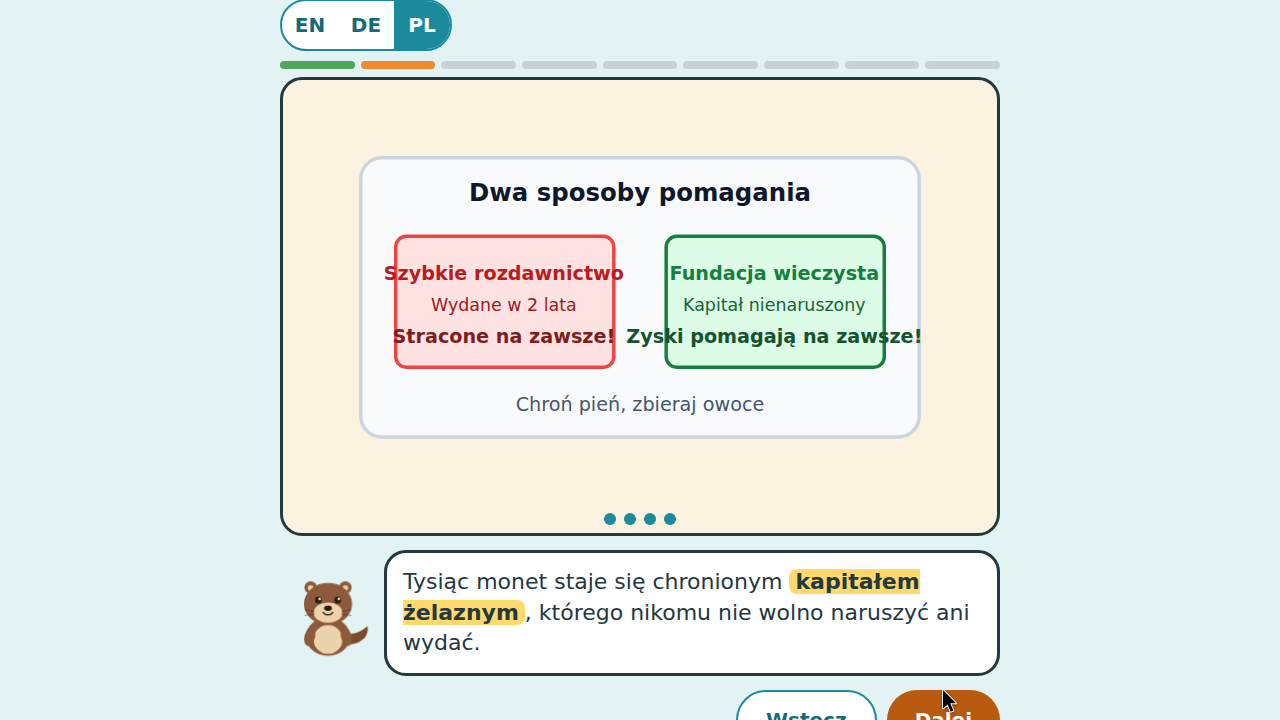 EN DE PL
Dwa sposoby pomagania
Szybkie rozdawnictwo
Wydane w 2 lata
Stracone na zawsze!
Fundacja wieczysta
Kapitał nienaruszony
Zyski pomagają na zawsze!
Chroń pień, zbieraj owoce
Tysiąc monet staje się chronionym kapitałem
żelaznym, którego nikomu nie wolno naruszyć ani
wydać.
Wstecz Dalej